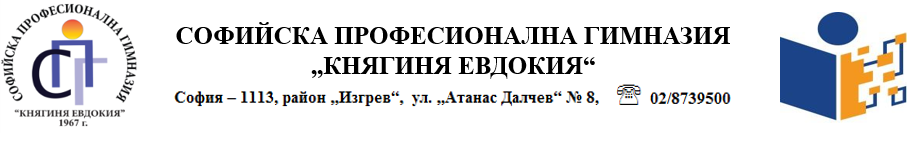 СОФИЙСКА ПРОФЕСИОНАЛНА ГИМНАЗИЯ
СПГ
"КНЯГИНЯ ЕВДОКИЯ"
1967 г.
СОФИЙСКА ПРОФЕСИОНАЛНА ГИМНАЗИЯ
„КНЯГИНЯ ЕВДОКИЯ“
София – 1113, район „Изгрев“, ул. „Атанас Далчев“ № 8, 02/8739500